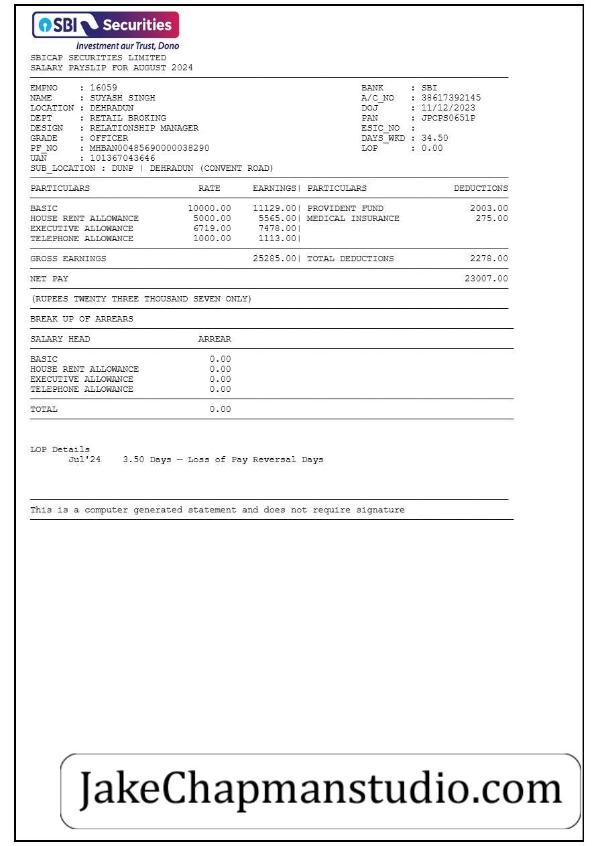 SBI Securities
Investment aur Trust, Dono
SBICAP SECURITIES LIMITED
SALARY PAYSLIP FOR AUGUST 2024
EMPNO : 16059 BANK : SBI
NAME : SUYASH SINGH A/C_NO : 38617392145
LOCATION : DEHRADUN DOJ : 11/12/2023
DEPT : RETAIL BROKING PAN : JPCPS0651P
DESIGN : RELATIONSHIP MANAGER ESIC_NO :
GRADE : OFFICER DAYS_WKD : 34.50
PF_NO : MHBAN00485690000038290 LOP : 0.00
UAN : 101367043646
SUB_LOCATION : DUNP | DEHRADUN (CONVENT ROAD)
PARTICULARS RATE EARNINGS| PARTICULARS DEDUCTIONS
BASIC 10000.00 11129.00| PROVIDENT FUND 2003.00
HOUSE RENT ALLOWANCE 5000.00 5565.00| MEDICAL INSURANCE 275.00
EXECUTIVE ALLOWANCE 6719.00 7478.00|
TELEPHONE ALLOWANCE 1000.00 1113.00|
GROSS EARNINGS 25285.00| TOTAL DEDUCTIONS 2278.00
NET PAY 23007.00
(RUPEES TWENTY THREE THOUSAND SEVEN ONLY)
BREAK UP OF ARREARS
SALARY HEAD ARREAR
BASIC 0.00
HOUSE RENT ALLOWANCE 0.00
EXECUTIVE ALLOWANCE 0.00
TELEPHONE ALLOWANCE 0.00
TOTAL 0.00
LOP Details
Jul'24 3.50 Days – Loss of Pay Reversal Days
This is a computer generated statement and does not require signature
JakeChapmanstudio.com